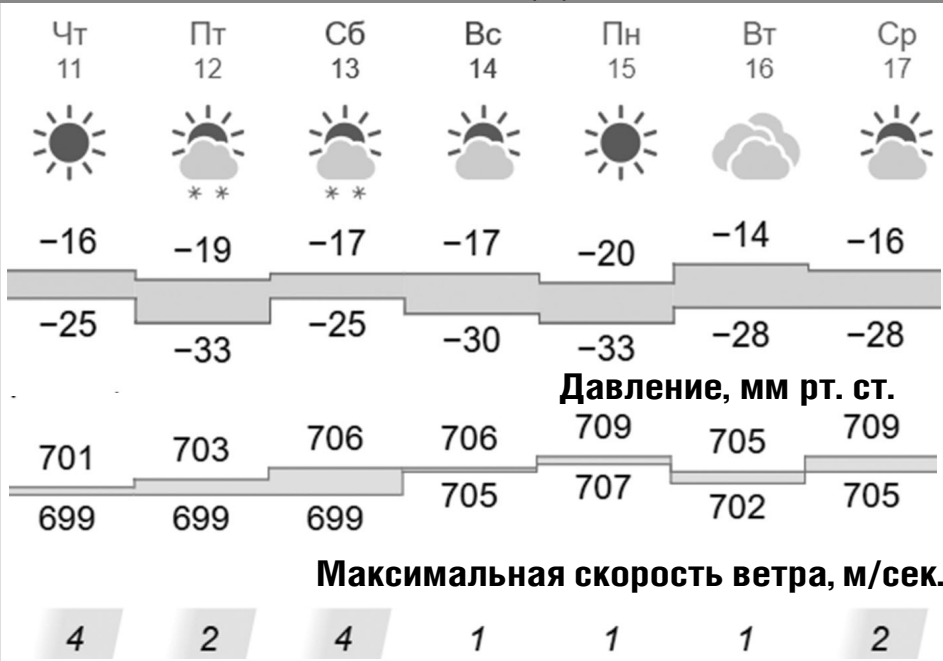 Чт Пт Сб Вс Пн Вт Ср
11 12 13 14 15 16 17
* * * *
−16 −19 −17 −17 −20 −14 −16
−25 −33 −25 −30 −33 −28 −28
Давление, мм рт. ст.
701 703 706 706 709 705 709
699 699 699 705 707 702 705
Максимальная скорость ветра, м/сек.
4 2 4 1 1 1 2